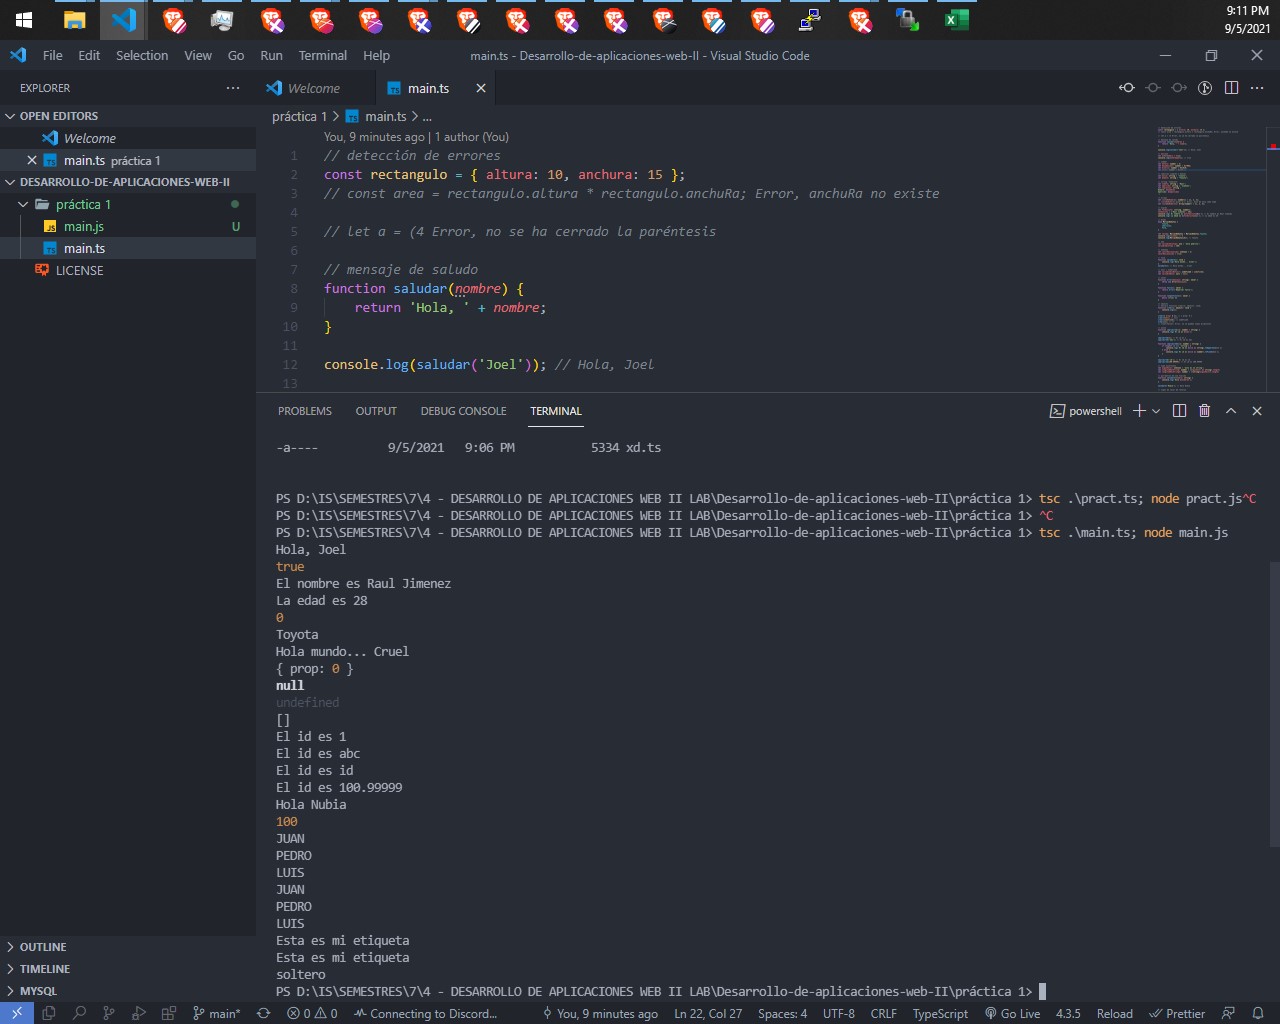 9:11 PM
9/5/2021
File Edit Selection View Go Run Terminal Help
main.ts - Desarrollo-de-aplicaciones-web-II - Visual Studio Code
EXPLORER
Welcome
main.ts
OPEN EDITORS
Welcome
main.ts práctica 1
DESARROLLO-DE-APLICACIONES-WEB-II
práctica 1
JS main.js U
TS main.ts
LICENSE
práctica 1 > TS main.ts > ...
You, 9 minutes ago | 1 author (You)
1 // detección de errores
2 const rectangulo = { altura: 10, anchura: 15 };
3 // const area = rectangulo.altura * rectangulo.anchuRa; Error, anchuRa no existe
4
5 // let a = (4 Error, no se ha cerrado la paréntesis
6
7 // mensaje de saludo
8 function saludar(nombre) {
9 return 'Hola, ' + nombre;
10 }
11
12 console.log(saludar('Joel')); // Hola, Joel
13
PROBLEMS OUTPUT DEBUG CONSOLE TERMINAL
powershell
-a---- 9/5/2021 9:06 PM 5334 xd.ts
PS D:\IS\SEMESTRES\7\4 - DESARROLLO DE APLICACIONES WEB II LAB\Desarrollo-de-aplicaciones-web-II\práctica 1> tsc .\pract.ts; node pract.js^C
PS D:\IS\SEMESTRES\7\4 - DESARROLLO DE APLICACIONES WEB II LAB\Desarrollo-de-aplicaciones-web-II\práctica 1> ^C
PS D:\IS\SEMESTRES\7\4 - DESARROLLO DE APLICACIONES WEB II LAB\Desarrollo-de-aplicaciones-web-II\práctica 1> tsc .\main.ts; node main.js
Hola, Joel
true
El nombre es Raul Jimenez
La edad es 28
0
Toyota
Hola mundo... Cruel
{ prop: 0 }
null
undefined
[]
El id es 1
El id es abc
El id es id
El id es 100.99999
Hola Nubia
100
JUAN
PEDRO
LUIS
JUAN
PEDRO
LUIS
Esta es mi etiqueta
Esta es mi etiqueta
soltero
PS D:\IS\SEMESTRES\7\4 - DESARROLLO DE APLICACIONES WEB II LAB\Desarrollo-de-aplicaciones-web-II\práctica 1>
OUTLINE
TIMELINE
MYSQL
main* 0 0 Connecting to Discord... You, 9 minutes ago Ln 22, Col 27 Spaces: 4 UTF-8 CRLF TypeScript Go Live 4.3.5 Reload Prettier